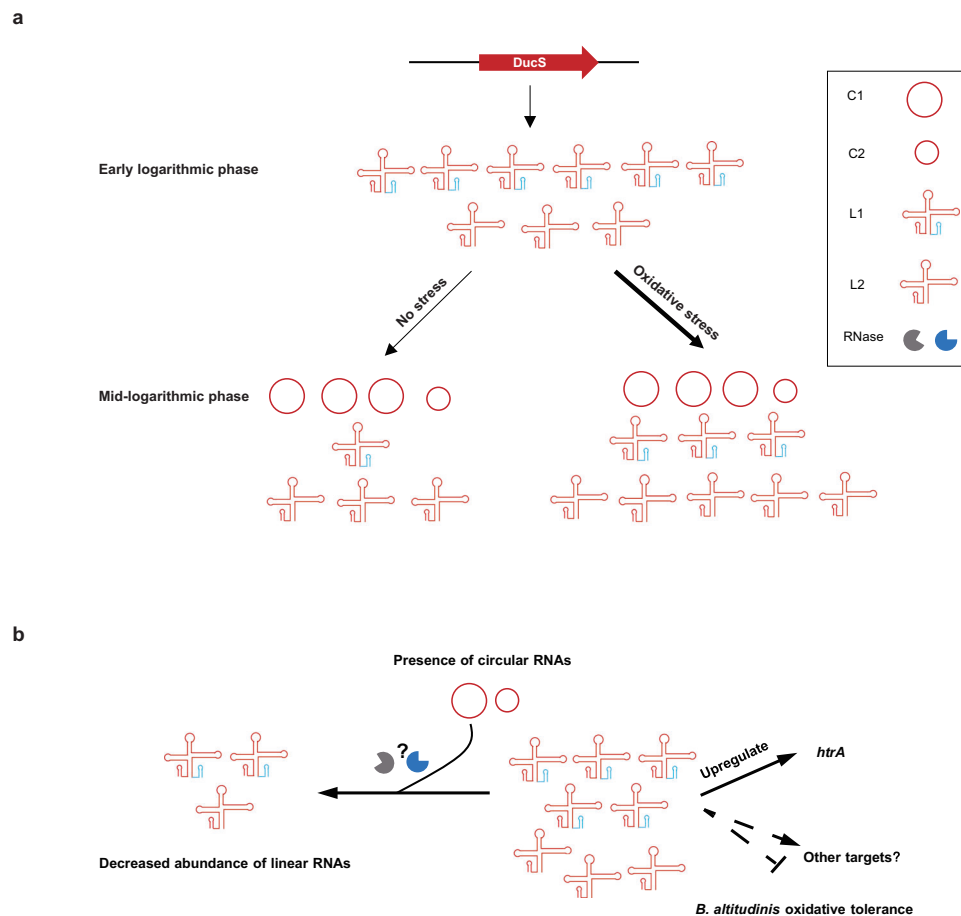 a
DucS
Early logarithmic phase
No stress
Oxidative stress
Mid-logarithmic phase
C1
C2
L1
L2
RNase
b
Presence of circular RNAs
?
Decreased abundance of linear RNAs
Upregulate
htrA
Other targets?
B. altitudinis oxidative tolerance